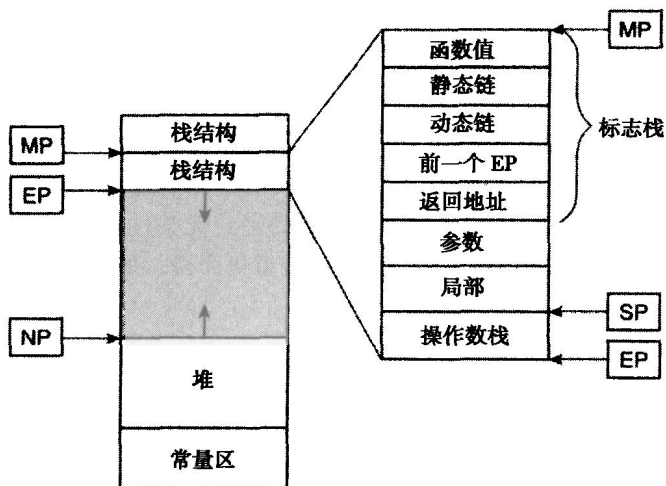 MP
EP
NP
栈结构
栈结构
堆
常量区
函数值
静态链
动态链
前一个 EP
返回地址
参数
局部
操作数栈
MP
标志栈
SP
EP